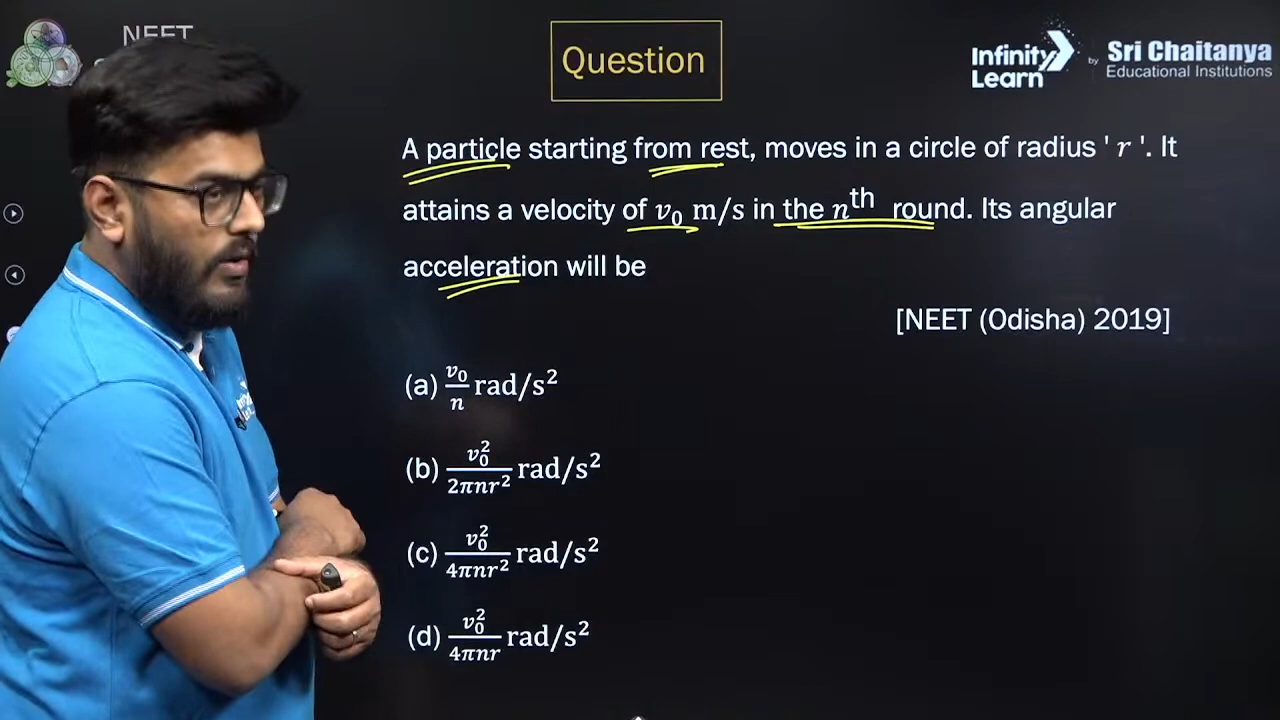 NEET
Question
Infinity Learn
by
Sri Chaitanya
Educational Institutions
A particle starting from rest, moves in a circle of radius ' r '. It
attains a velocity of v₀ m/s in the nᵗʰ round. Its angular
acceleration will be
[NEET (Odisha) 2019]
(a) v₀/n rad/s²
(b) v₀²/2πnr² rad/s²
(c) v₀²/4πnr² rad/s²
(d) v₀²/4πnr rad/s²